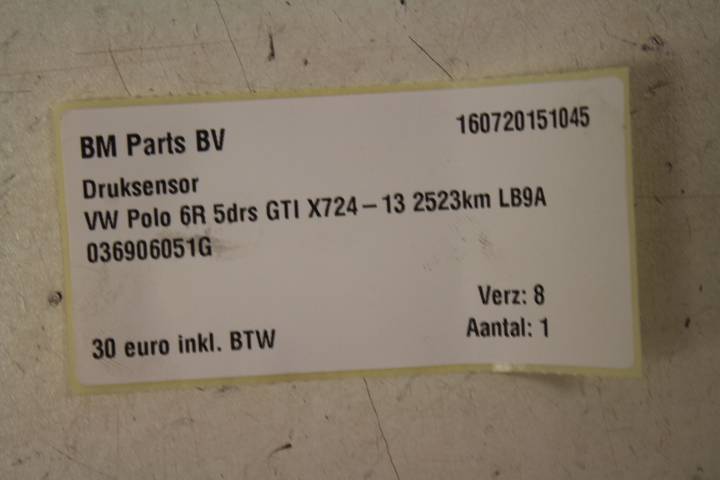 BM Parts BV 160720151045
Druksensor
VW Polo 6R 5drs GTI X724-13 2523km LB9A
036906051G
Verz: 8
30 euro inkl. BTW Aantal: 1